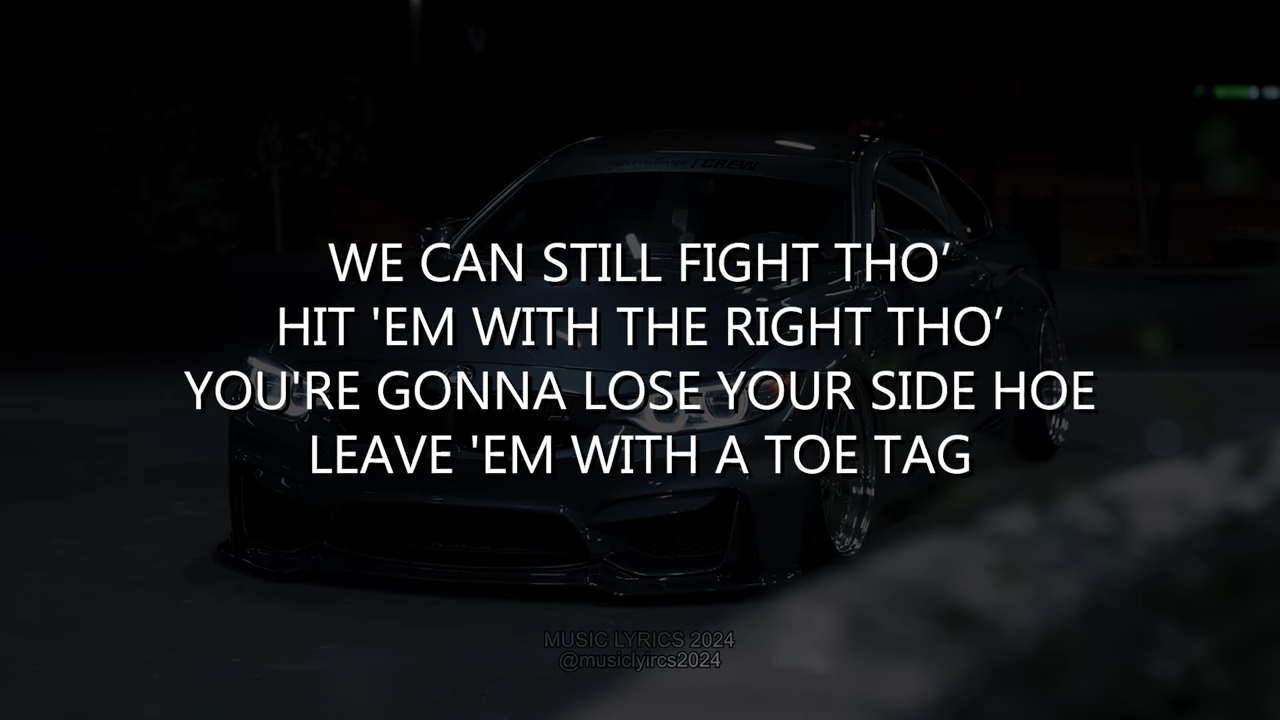 | CREW
WE CAN STILL FIGHT THO’
HIT 'EM WITH THE RIGHT THO’
YOU'RE GONNA LOSE YOUR SIDE HOE
LEAVE 'EM WITH A TOE TAG
MUSIC LYRICS 2024
@musiclyircs2024